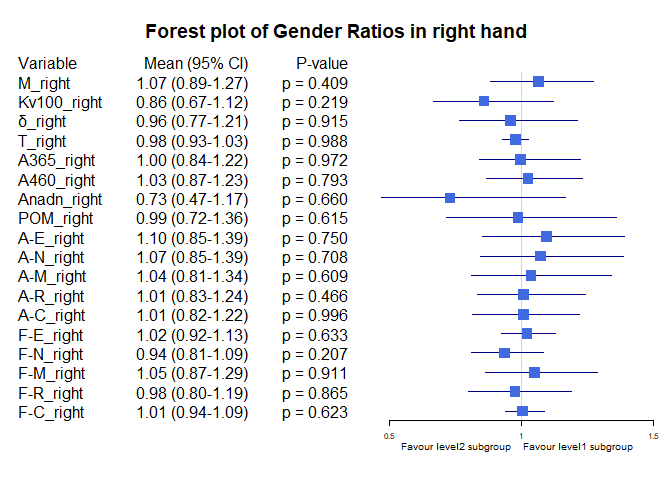 Forest plot of Gender Ratios in right hand
Variable Mean (95% CI) P-value
M_right 1.07 (0.89-1.27) p = 0.409
Kv100_right 0.86 (0.67-1.12) p = 0.219
δ_right 0.96 (0.77-1.21) p = 0.915
T_right 0.98 (0.93-1.03) p = 0.988
A365_right 1.00 (0.84-1.22) p = 0.972
A460_right 1.03 (0.87-1.23) p = 0.793
Anadn_right 0.73 (0.47-1.17) p = 0.660
POM_right 0.99 (0.72-1.36) p = 0.615
A-E_right 1.10 (0.85-1.39) p = 0.750
A-N_right 1.07 (0.85-1.39) p = 0.708
A-M_right 1.04 (0.81-1.34) p = 0.609
A-R_right 1.01 (0.83-1.24) p = 0.466
A-C_right 1.01 (0.82-1.22) p = 0.996
F-E_right 1.02 (0.92-1.13) p = 0.633
F-N_right 0.94 (0.81-1.09) p = 0.207
F-M_right 1.05 (0.87-1.29) p = 0.911
F-R_right 0.98 (0.80-1.19) p = 0.865
F-C_right 1.01 (0.94-1.09) p = 0.623
0.5 1 1.5
Favour level2 subgroup Favour level1 subgroup